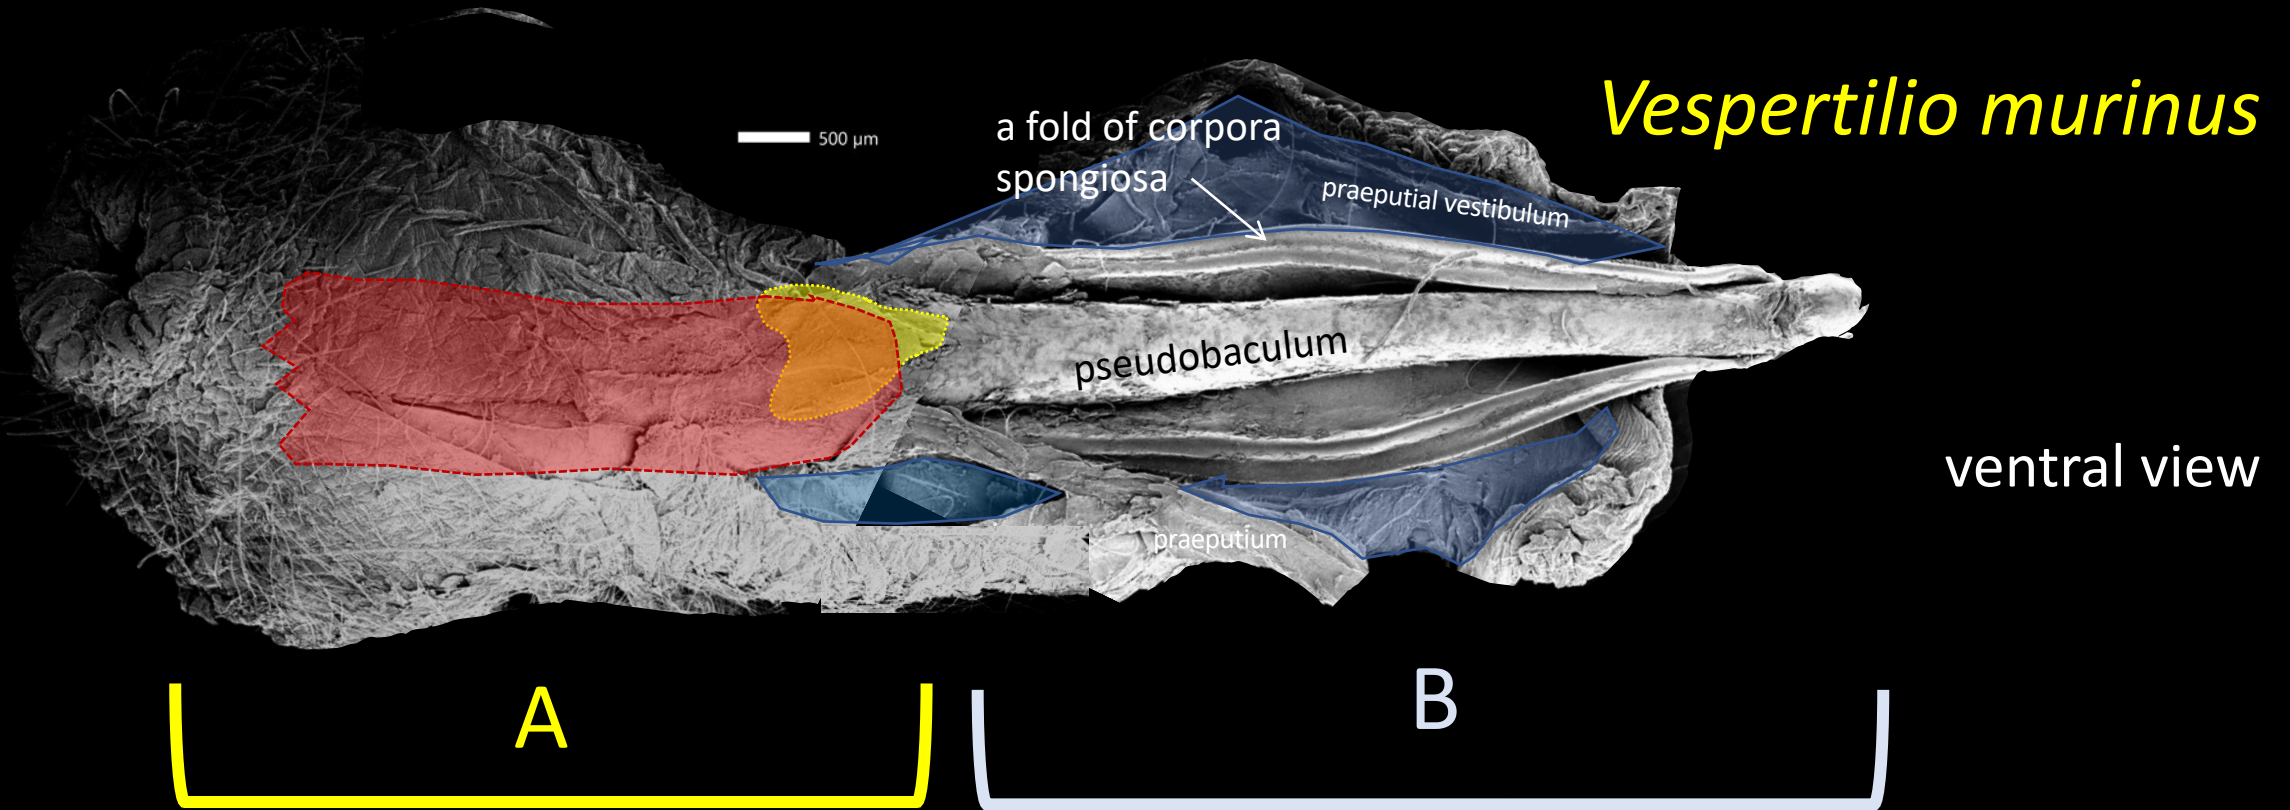 Vespertilio murinus
a fold of corpora
spongiosa
500 µm
praeputial vestibulum
pseudobaculum
ventral view
praeputium
A
B